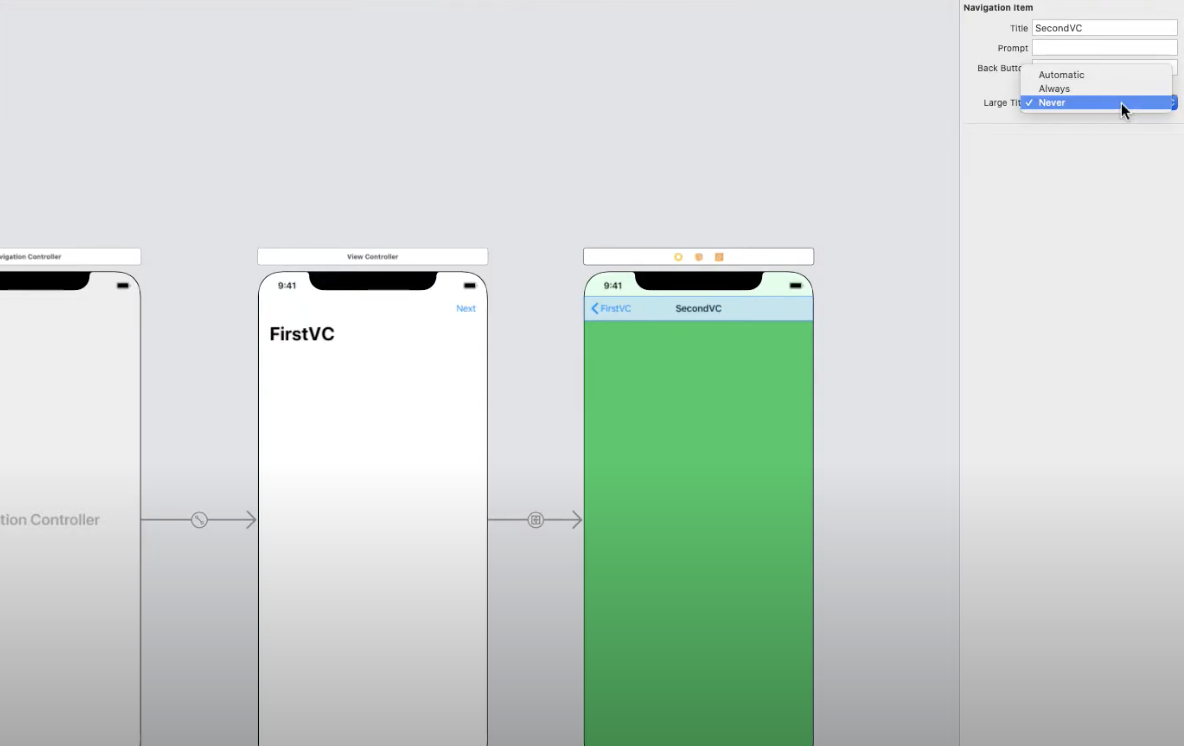 Navigation Item
Title SecondVC
Prompt
Back Butto
Automatic
Always
Large Tit ✓ Never
vigation Controller
View Controller
9:41
9:41
Next
FirstVC
SecondVC
FirstVC
tion Controller